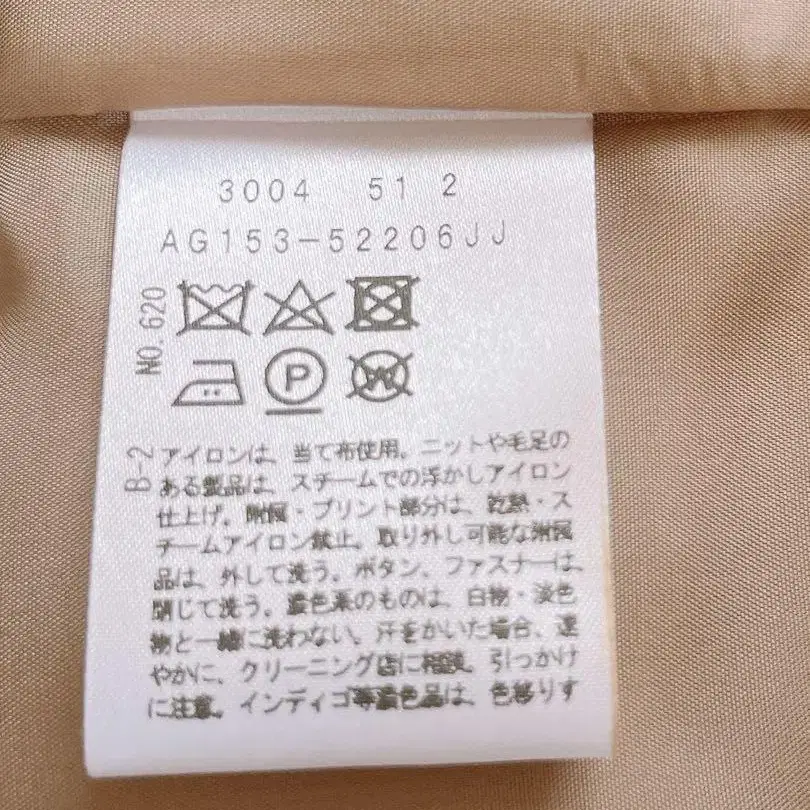 3004 51 2
AG153-52206JJ
NO.620
P
W
B-2
アイロンは、当て布使用。ニットや毛足の
ある製品は、スチームでの浮かしアイロン
仕上げ。附属・プリント部分は、乾熱・ス
チームアイロン禁止。取り外し可能な附属
品は、外して洗う。ボタン、ファスナーは、
閉じて洗う。濃色系のものは、白物・淡色
物と一緒に洗わない。汗をかいた場合、速
やかに、クリーニング店に相談。引っかけ
に注意。インディゴ等濃色品は、色移りす